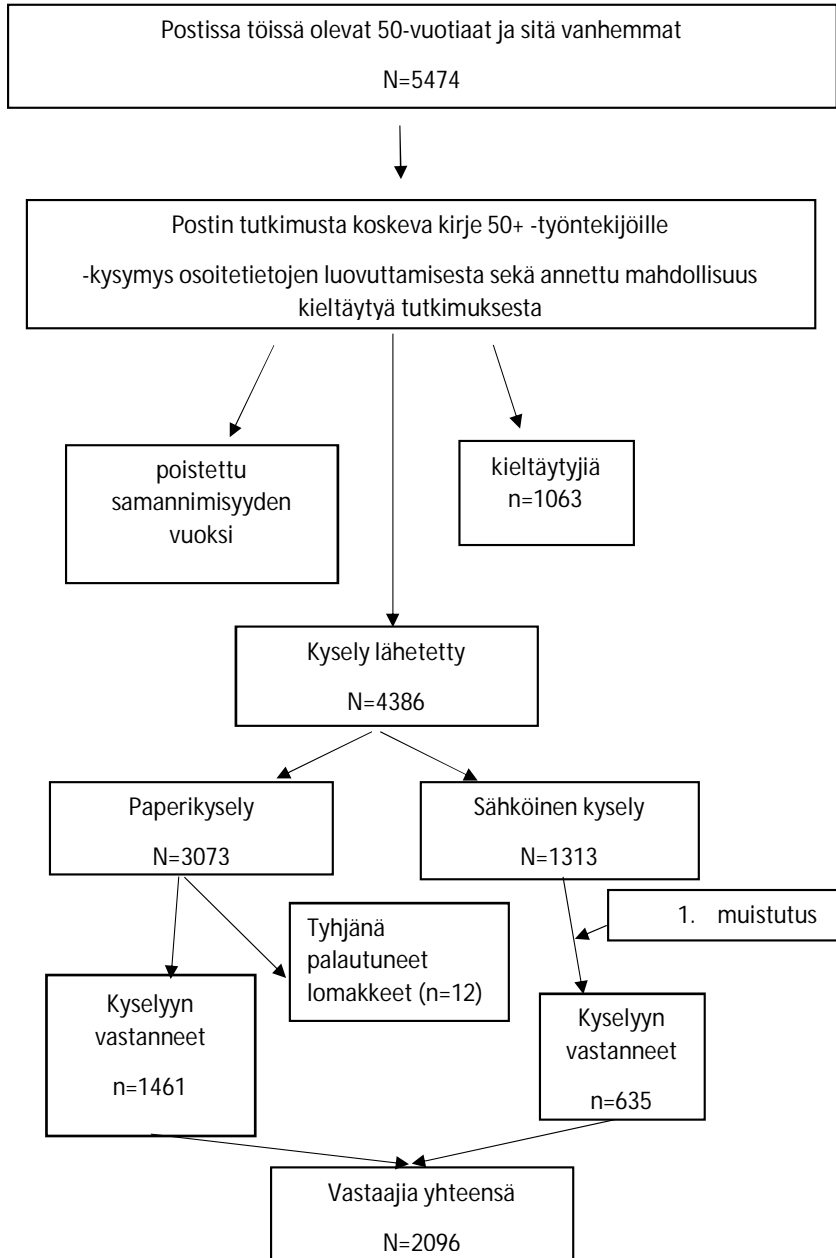 Postissa töissä olevat 50-vuotiaat ja sitä vanhemmat
N=5474
Postin tutkimusta koskeva kirje 50+ -työntekijöille
-kysymys osoitetietojen luovuttamisesta sekä annettu mahdollisuus
kieltäytyä tutkimuksesta
poistettu
samannimisyyden
vuoksi
kieltäytyjiä
n=1063
Kysely lähetetty
N=4386
Paperikysely
N=3073
Sähköinen kysely
N=1313
1. muistutus
Tyhjänä
palautuneet
lomakkeet (n=12)
Kyselyyn
vastanneet
n=1461
Kyselyyn
vastanneet
n=635
Vastaajia yhteensä
N=2096